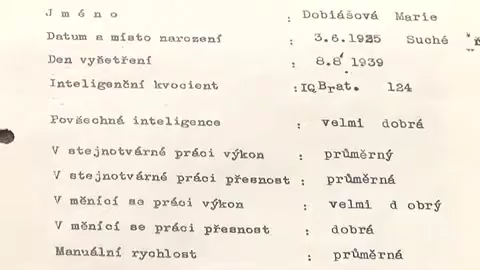 Jméno : Dobiášová Marie
Datum a místo narození : 3.6.1925 Suché
Den vyšetření : 8.8 1939
Inteligenční kvocient :IQBrat. 124
Povšechná inteligence : velmi dobrá
V stejnotvárné práci výkon : průměrný
V stejnotvárné práci přesnost : průměrná
V měnící se práci výkon : velmi d obrý
V měnící se práci přesnost : dobrá
Manuální rychlost : průměrná